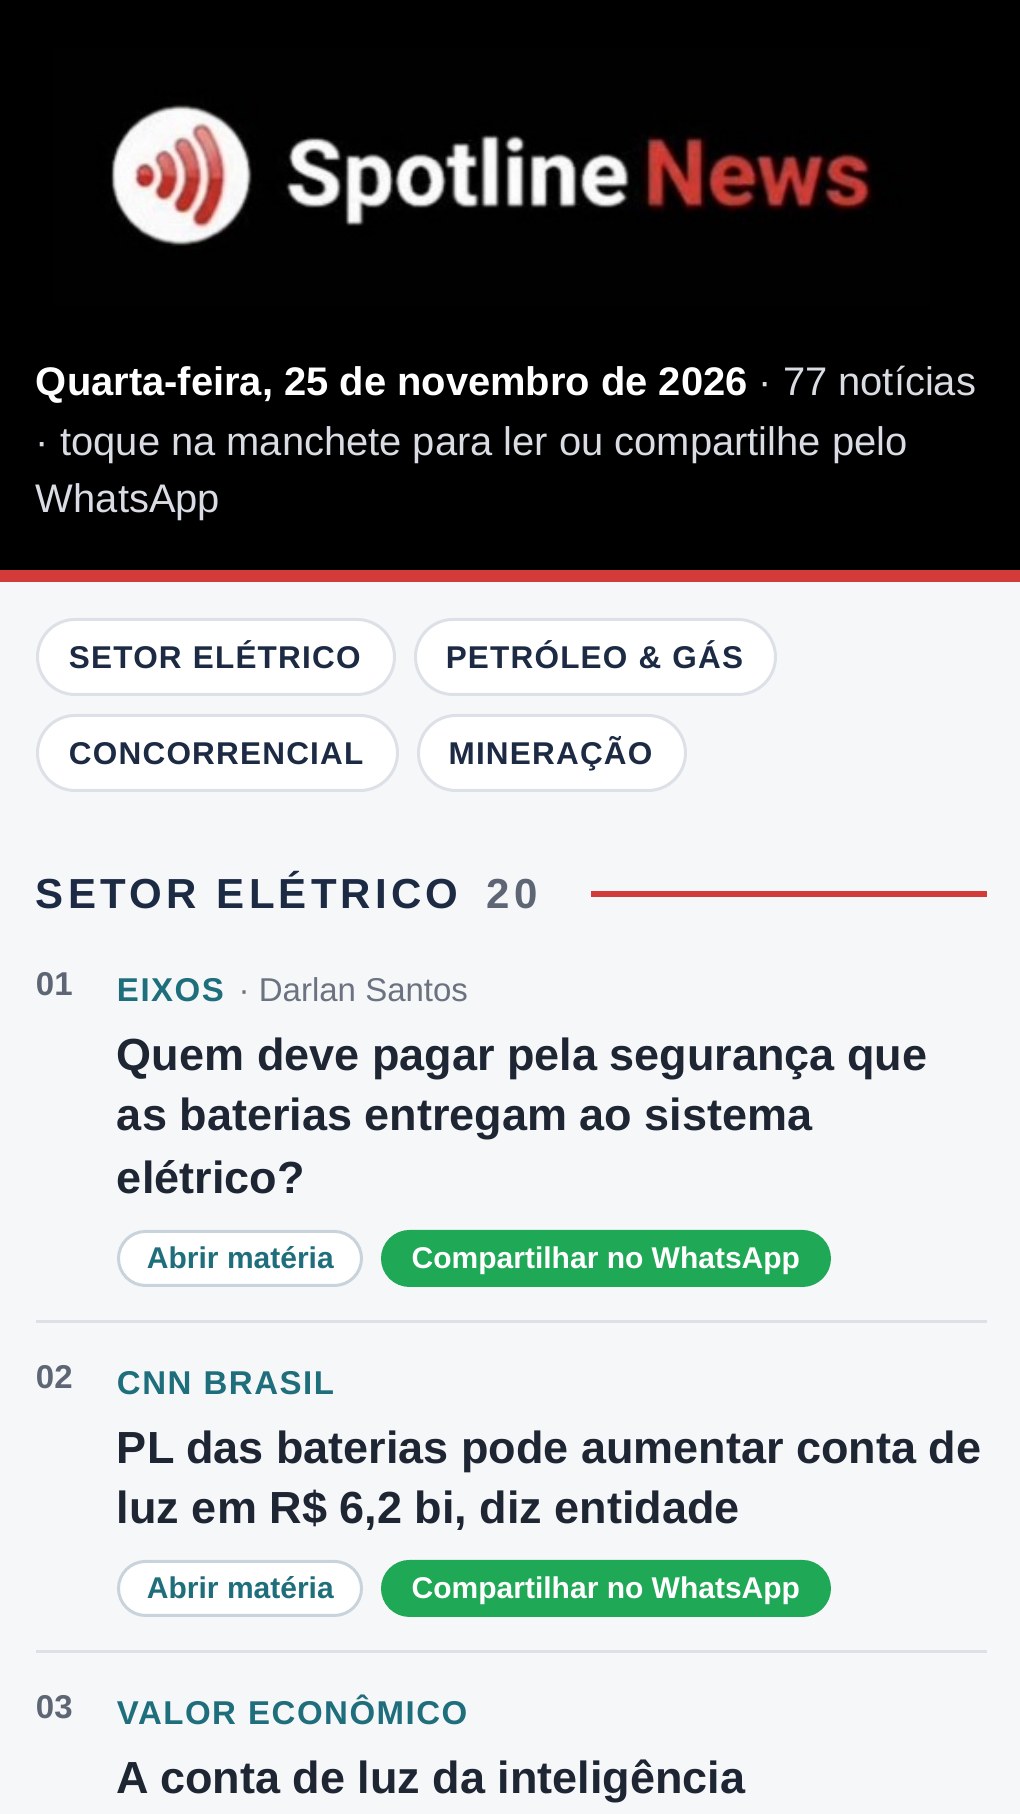 Spotline News
Quarta-feira, 25 de novembro de 2026 · 77 notícias
· toque na manchete para ler ou compartilhe pelo
WhatsApp
SETOR ELÉTRICO
PETRÓLEO & GÁS
CONCORRENCIAL
MINERAÇÃO
SETOR ELÉTRICO 20
01
EIXOS · Darlan Santos
Quem deve pagar pela segurança que
as baterias entregam ao sistema
elétrico?
Abrir matéria
Compartilhar no WhatsApp
02
CNN BRASIL
PL das baterias pode aumentar conta de
luz em R$ 6,2 bi, diz entidade
Abrir matéria
Compartilhar no WhatsApp
03
VALOR ECONÔMICO
A conta de luz da inteligência